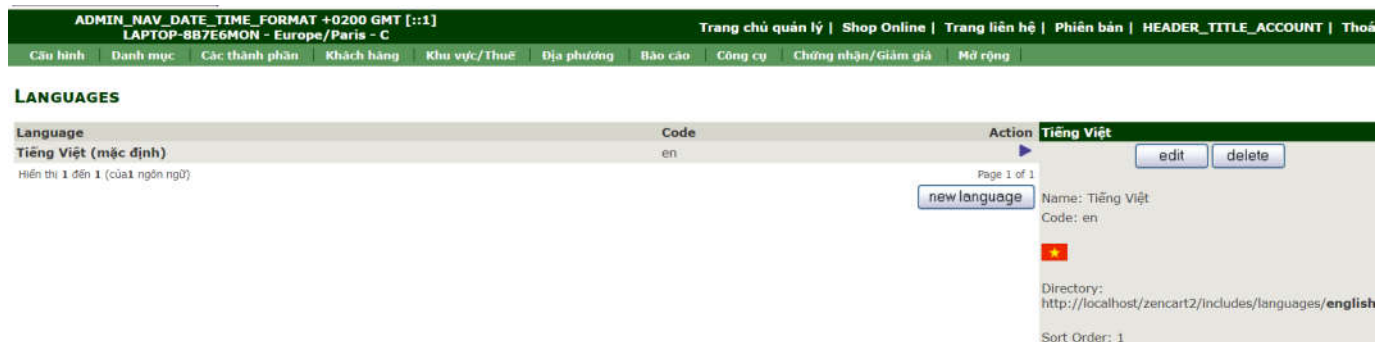 ADMIN_NAV_DATE_TIME_FORMAT +0200 GMT [::1]
LAPTOP-8B7E6MON - Europe/Paris - C
Trang chủ quản lý | Shop Online | Trang liên hệ | Phiên bản | HEADER_TITLE_ACCOUNT | Thoá
Cấu hình | Danh mục | Các thành phần | Khách hàng | Khu vực/Thuế | Địa phương | Báo cáo | Công cụ | Chứng nhận/Giảm giá | Mở rộng |
LANGUAGES
Language Code Action Tiếng Việt
Tiếng Việt (mặc định) en
edit delete
Hiển thị 1 đến 1 (của1 ngôn ngữ) Page 1 of 1
new language
Name: Tiếng Việt
Code: en
Directory:
http://localhost/zencart2/includes/languages/english
Sort Order: 1